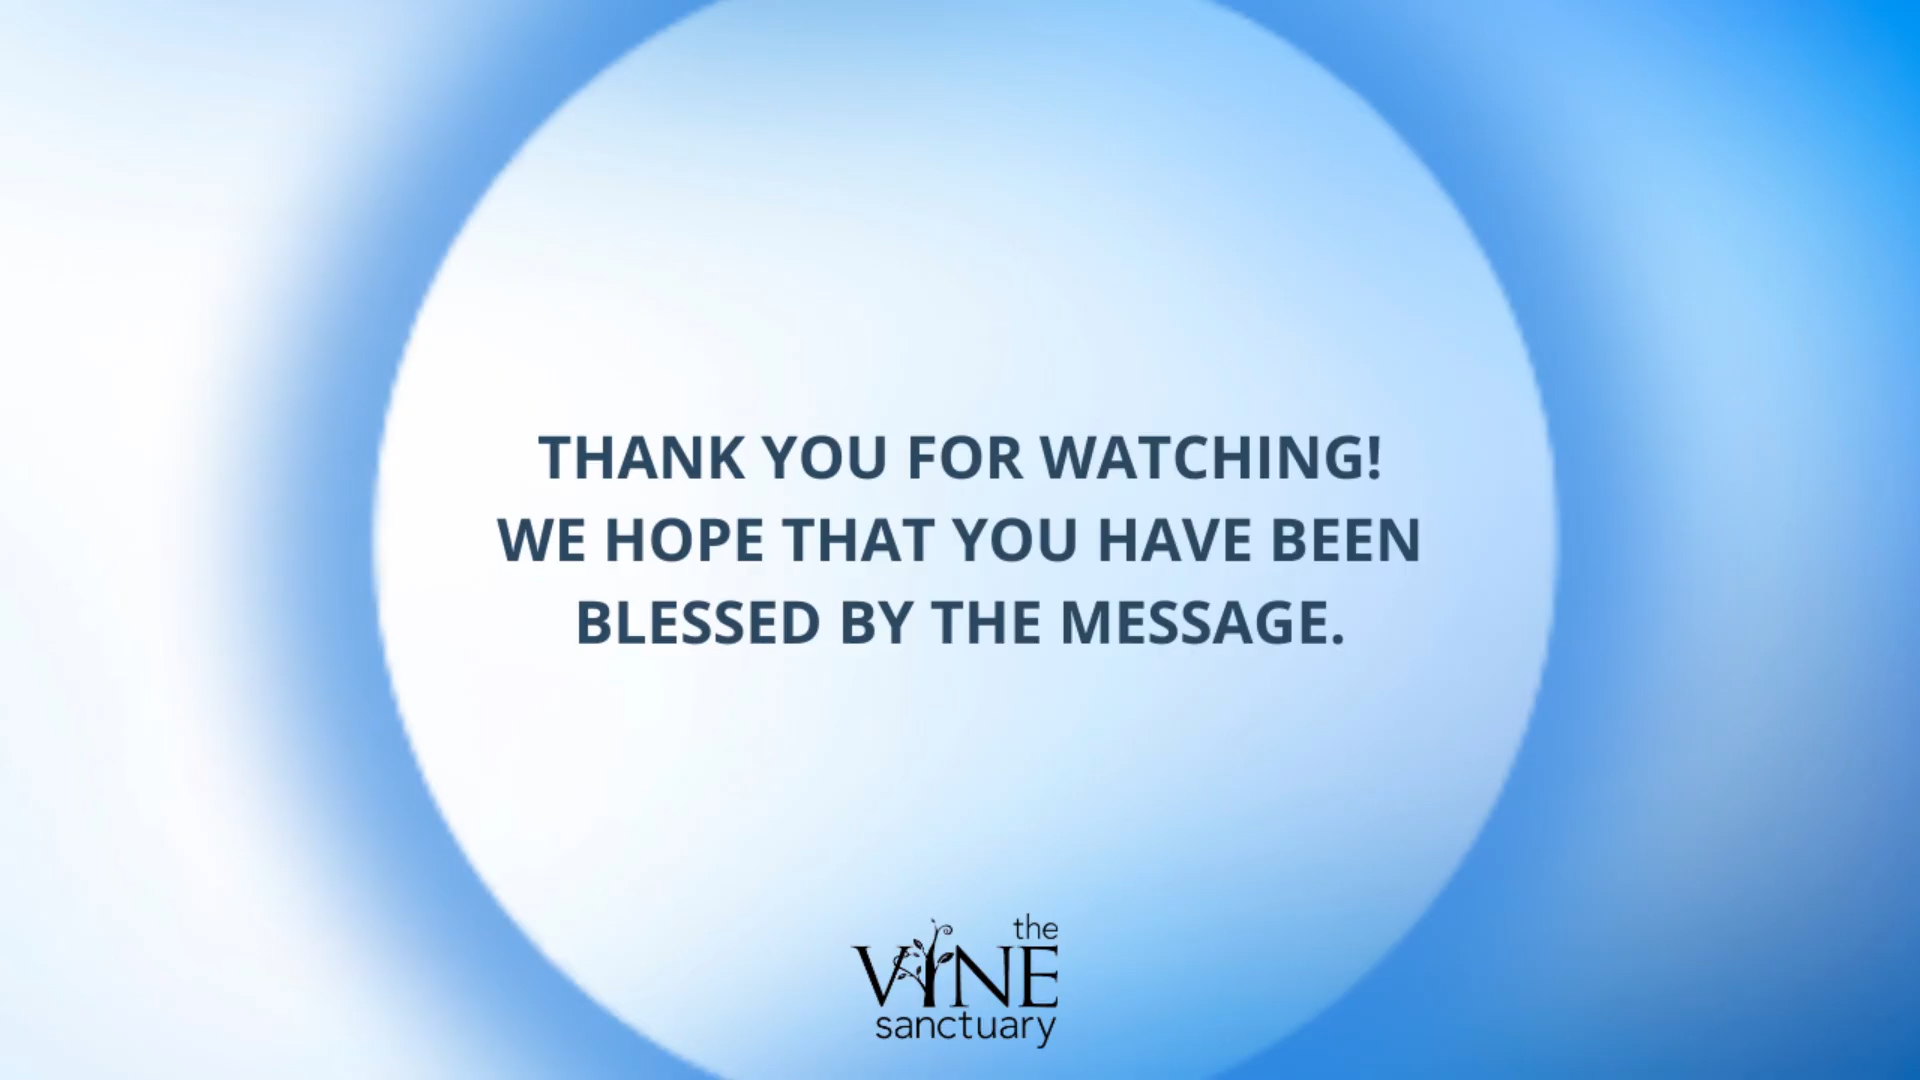 THANK YOU FOR WATCHING!
WE HOPE THAT YOU HAVE BEEN
BLESSED BY THE MESSAGE.
the
VINE
sanctuary